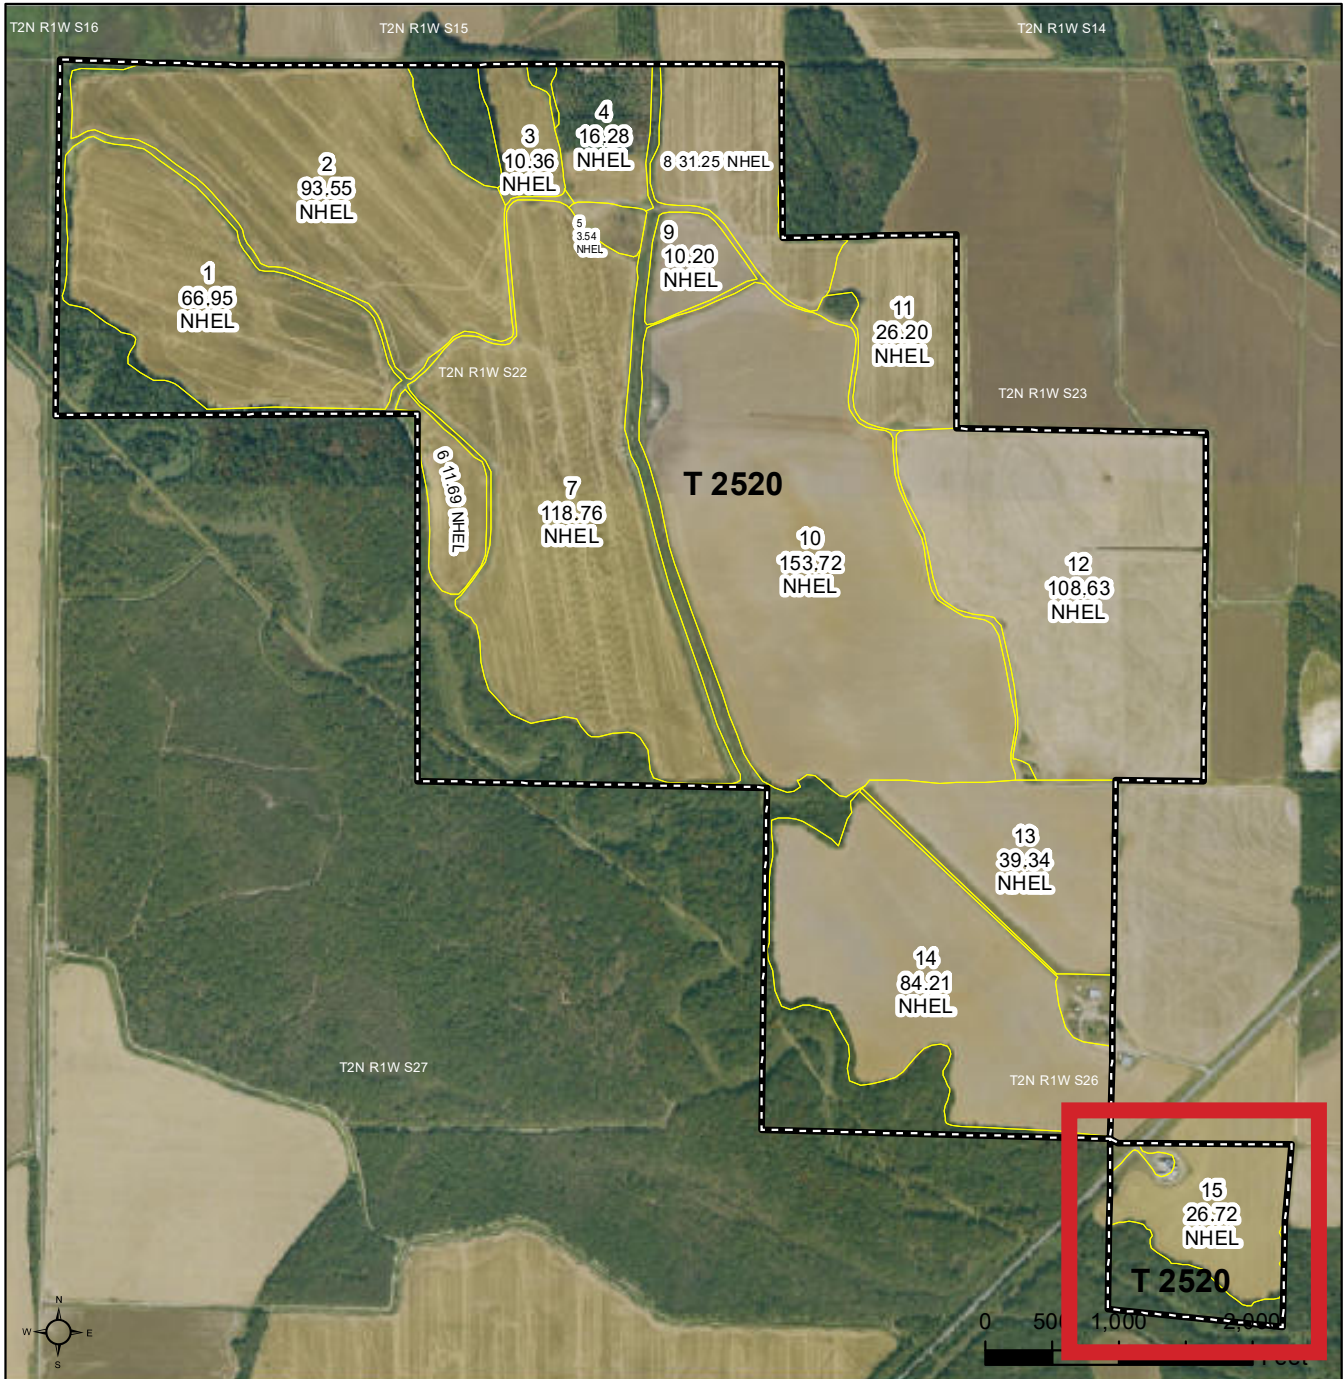 T2N R1W S16
T2N R1W S15
T2N R1W S14
4
16.28
NHEL
3
10.36
NHEL
8 31.25 NHEL
2
93.55
NHEL
5
3.54
NHEL
9
10.20
NHEL
1
66.95
NHEL
11
26.20
NHEL
T2N R1W S22
T2N R1W S23
6 11.69 NHEL
T 2520
7
118.76
NHEL
10
153.72
NHEL
12
108.63
NHEL
13
39.34
NHEL
14
84.21
NHEL
T2N R1W S27
T2N R1W S26
15
26.72
NHEL
T 2520
N
W E
S
0 500 1,000 2,000
Feet